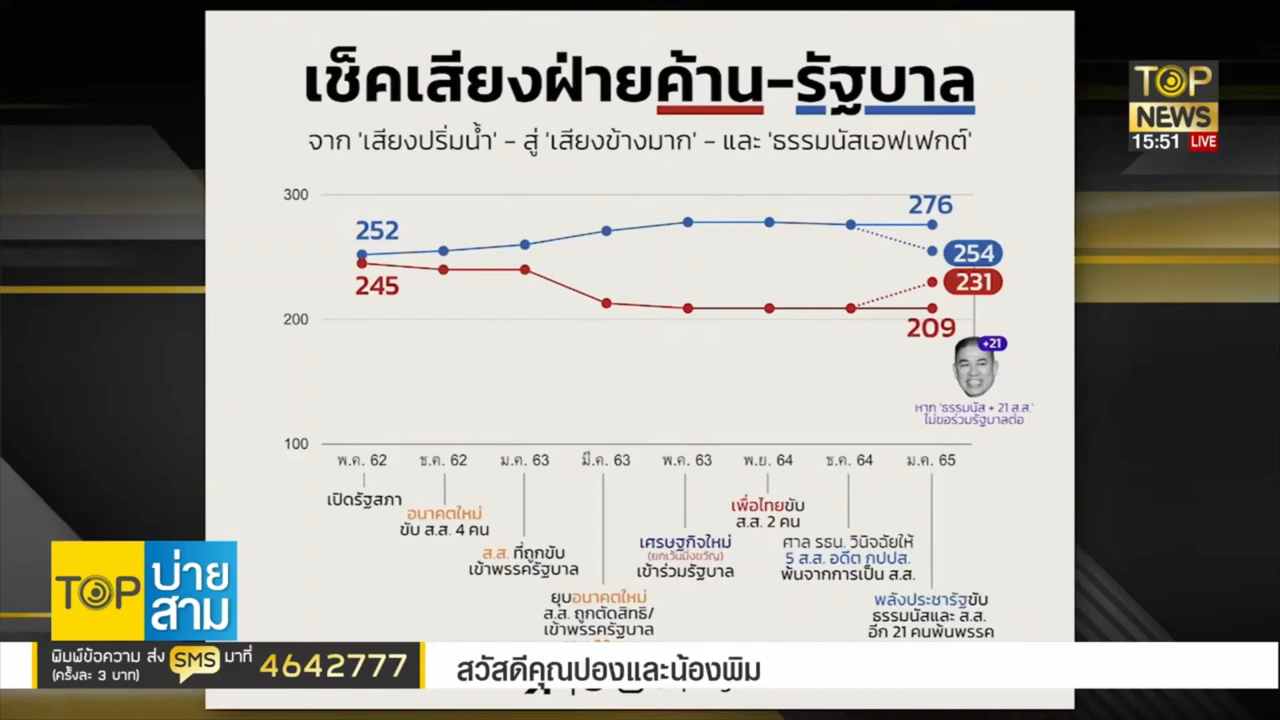 เช็คเสียงฝ่ายค้าน-รัฐบาล
จาก 'เสียงปริ่มน้ำ' - สู่ 'เสียงข้างมาก' - และ 'ธรรมนัสเอฟเฟกต์'
TOP
NEWS
15:51 LIVE
300
200
100
252
245
276
254
231
209
+21
หาก 'ธรรมนัส + 21 ส.ส.'
ไม่ขอร่วมรัฐบาลต่อ
พ.ค. 62
ธ.ค. 62
ม.ค. 63
มี.ค. 63
พ.ค. 63
พ.ย. 64
ธ.ค. 64
ม.ค. 65
เปิดรัฐสภา
อนาคตใหม่
ขับ ส.ส. 4 คน
ส.ส. ที่ถูกขับ
เข้าพรรครัฐบาล
ยุบอนาคตใหม่
ส.ส. ถูกตัดสิทธิ/
เข้าพรรครัฐบาล
เศรษฐกิจใหม่
(ยกเว้นมิ่งขวัญ)
เข้าร่วมรัฐบาล
เพื่อไทยขับ
ส.ส. 2 คน
ศาล รธน. วินิจฉัยให้
5 ส.ส. อดีต กปปส.
พ้นจากการเป็น ส.ส.
พลังประชารัฐขับ
ธรรมนัสและ ส.ส.
อีก 21 คนพ้นพรรค
TOP บ่าย
สาม
พิมพ์ข้อความ ส่ง SMS มาที่ 4642777
(ครั้งละ 3 บาท)
สวัสดีคุณปองและน้องพิม